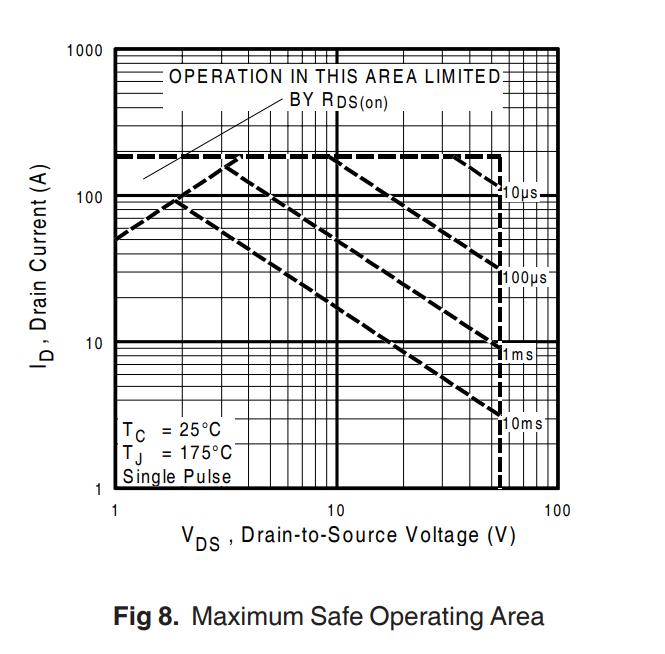 1000
OPERATION IN THIS AREA LIMITED
BY RDS(on)
100
10µs
100µs
10
1ms
10ms
TC = 25°C
TJ = 175°C
Single Pulse
1
1
10
100
ID , Drain Current (A)
VDS , Drain-to-Source Voltage (V)
Fig 8. Maximum Safe Operating Area